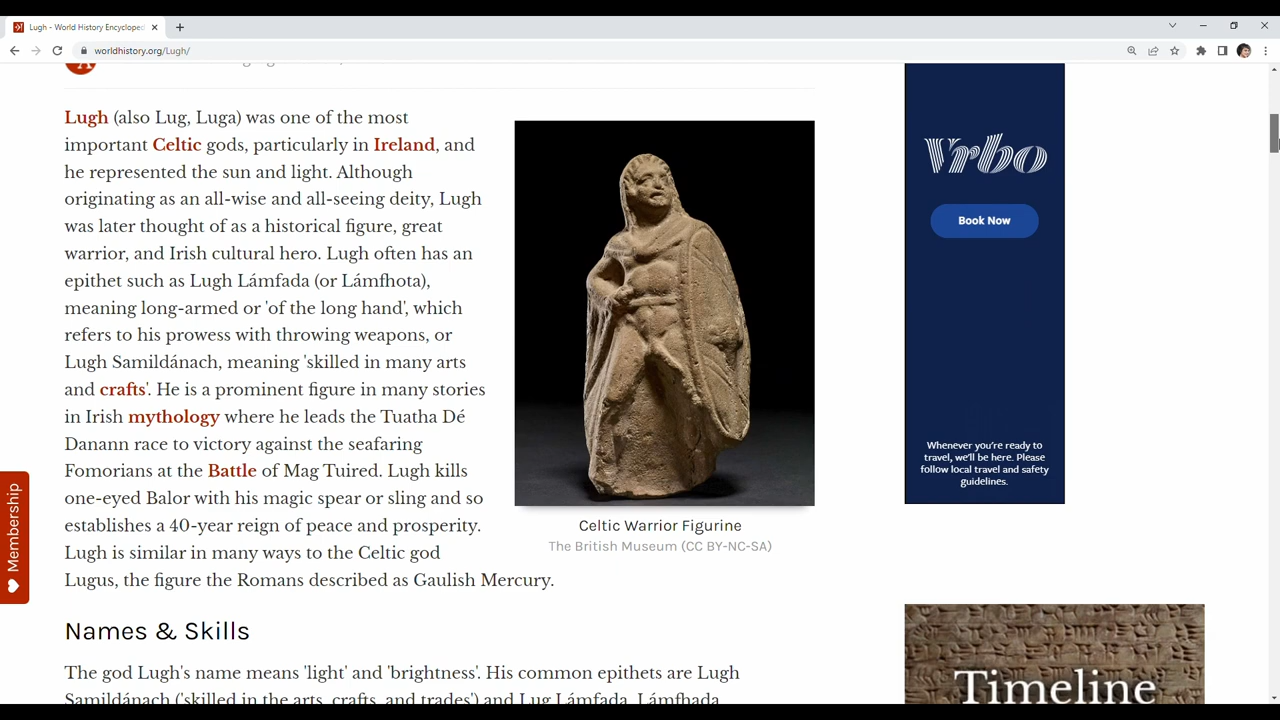 Lugh - World History Encycloped
worldhistory.org/Lugh/
Lugh (also Lug, Luga) was one of the most
important Celtic gods, particularly in Ireland, and
he represented the sun and light. Although
originating as an all-wise and all-seeing deity, Lugh
was later thought of as a historical figure, great
warrior, and Irish cultural hero. Lugh often has an
epithet such as Lugh Lámfada (or Lámfhota),
meaning long-armed or 'of the long hand', which
refers to his prowess with throwing weapons, or
Lugh Samildánach, meaning 'skilled in many arts
and crafts'. He is a prominent figure in many stories
in Irish mythology where he leads the Tuatha Dé
Danann race to victory against the seafaring
Fomorians at the Battle of Mag Tuired. Lugh kills
one-eyed Balor with his magic spear or sling and so
establishes a 40-year reign of peace and prosperity.
Lugh is similar in many ways to the Celtic god
Lugus, the figure the Romans described as Gaulish Mercury.
Celtic Warrior Figurine
The British Museum (CC BY-NC-SA)
Names & Skills
The god Lugh's name means 'light' and 'brightness'. His common epithets are Lugh
Samildánach ('skilled in the arts, crafts, and trades') and Lug Lámfada, Lámfhada
Membership
Vrbo
Book Now
Whenever you're ready to
travel, we'll be here. Please
follow local travel and safety
guidelines.
Timeline